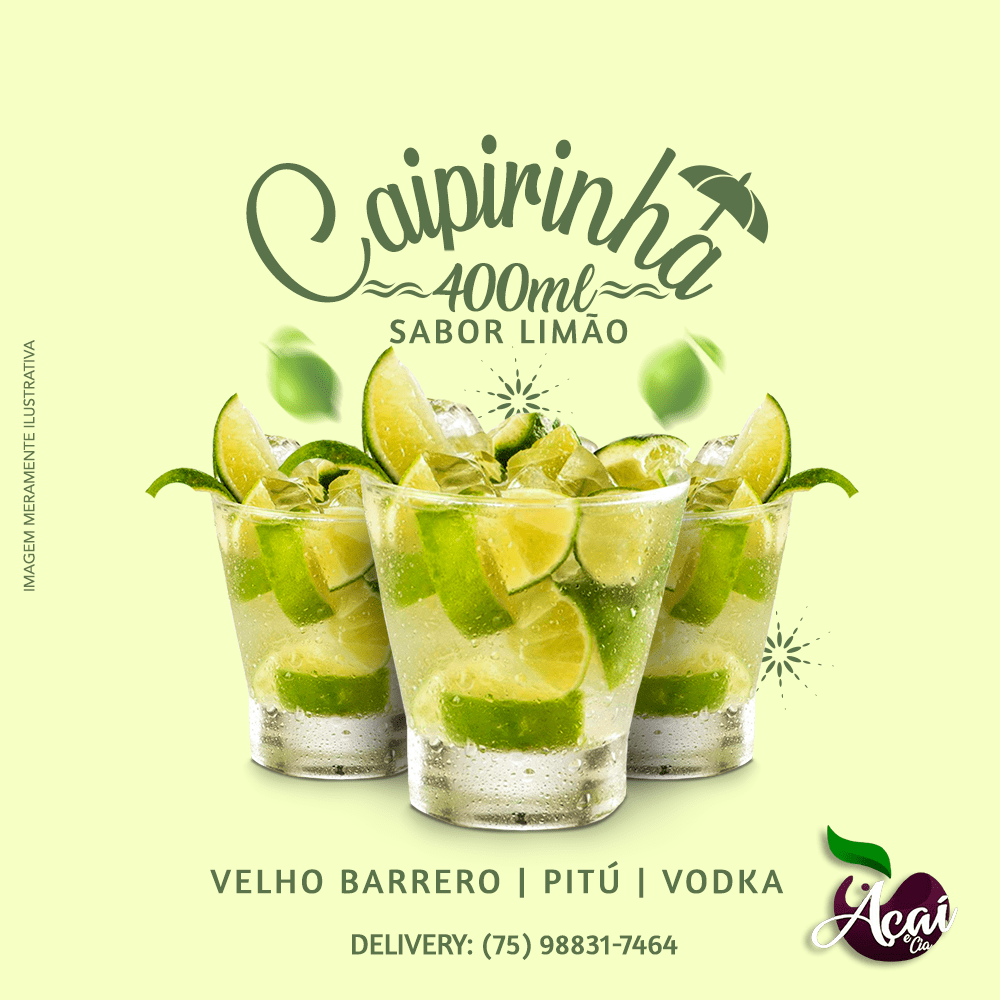 Caipirinha
400ml
SABOR LIMÃO
IMAGEM MERAMENTE ILUSTRATIVA
VELHO BARRERO | PITÚ | VODKA
DELIVERY: (75) 98831-7464
Açaí
e Cia